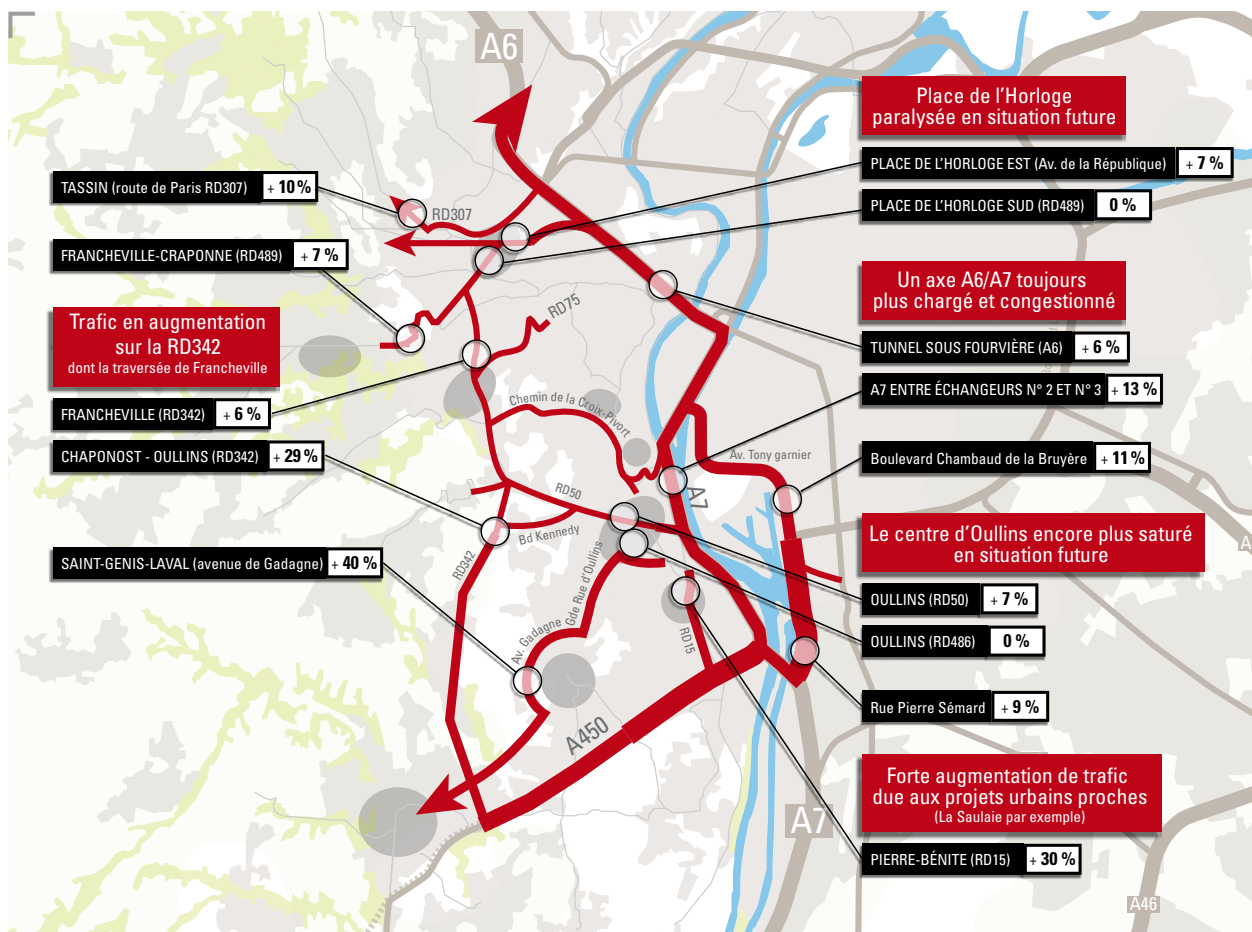 A6
TASSIN (route de Paris RD307) + 10 %
FRANCHEVILLE-CRAPONNE (RD489) + 7 %
Trafic en augmentation
sur la RD342
dont la traversée de Francheville
FRANCHEVILLE (RD342) + 6 %
CHAPONOST - OULLINS (RD342) + 29 %
SAINT-GENIS-LAVAL (avenue de Gadagne) + 40 %
RD307
RD75
Chemin de la Croix-Pivort
Av. Tony garnier
A7
RD50
Bd Kennedy
RD342
Gde Rue d'Oullins
Av. Gadagne
RD15
A450
Place de l'Horloge
paralysée en situation future
PLACE DE L'HORLOGE EST (Av. de la République) + 7 %
PLACE DE L'HORLOGE SUD (RD489) 0 %
Un axe A6/A7 toujours
plus chargé et congestionné
TUNNEL SOUS FOURVIÈRE (A6) + 6 %
A7 ENTRE ÉCHANGEURS N° 2 ET N° 3 + 13 %
Boulevard Chambaud de la Bruyère + 11 %
Le centre d'Oullins encore plus saturé
en situation future
OULLINS (RD50) + 7 %
OULLINS (RD486) 0 %
Rue Pierre Sémard + 9 %
Forte augmentation de trafic
due aux projets urbains proches
(La Saulaie par exemple)
PIERRE-BÉNITE (RD15) + 30 %
A7
A46